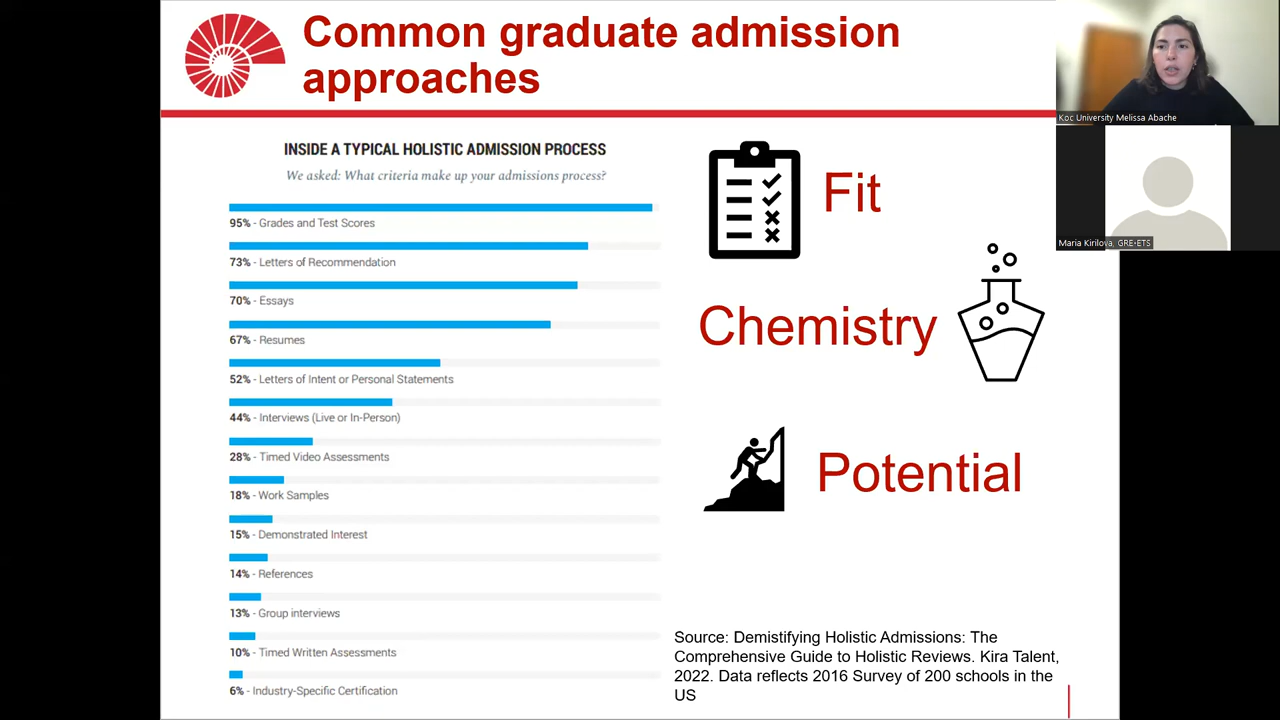 Common graduate admission
approaches
INSIDE A TYPICAL HOLISTIC ADMISSION PROCESS
We asked: What criteria make up your admissions process?
95% - Grades and Test Scores
73% - Letters of Recommendation
70% - Essays
67% - Resumes
52% - Letters of Intent or Personal Statements
44% - Interviews (Live or In-Person)
28% - Timed Video Assessments
18% - Work Samples
15% - Demonstrated Interest
14% - References
13% - Group interviews
10% - Timed Written Assessments
6% - Industry-Specific Certification
Fit
Chemistry
Potential
Source: Demistifying Holistic Admissions: The
Comprehensive Guide to Holistic Reviews. Kira Talent,
2022. Data reflects 2016 Survey of 200 schools in the
US
Koc University Melissa Abache
Maria Kirilova, GRE-ETS